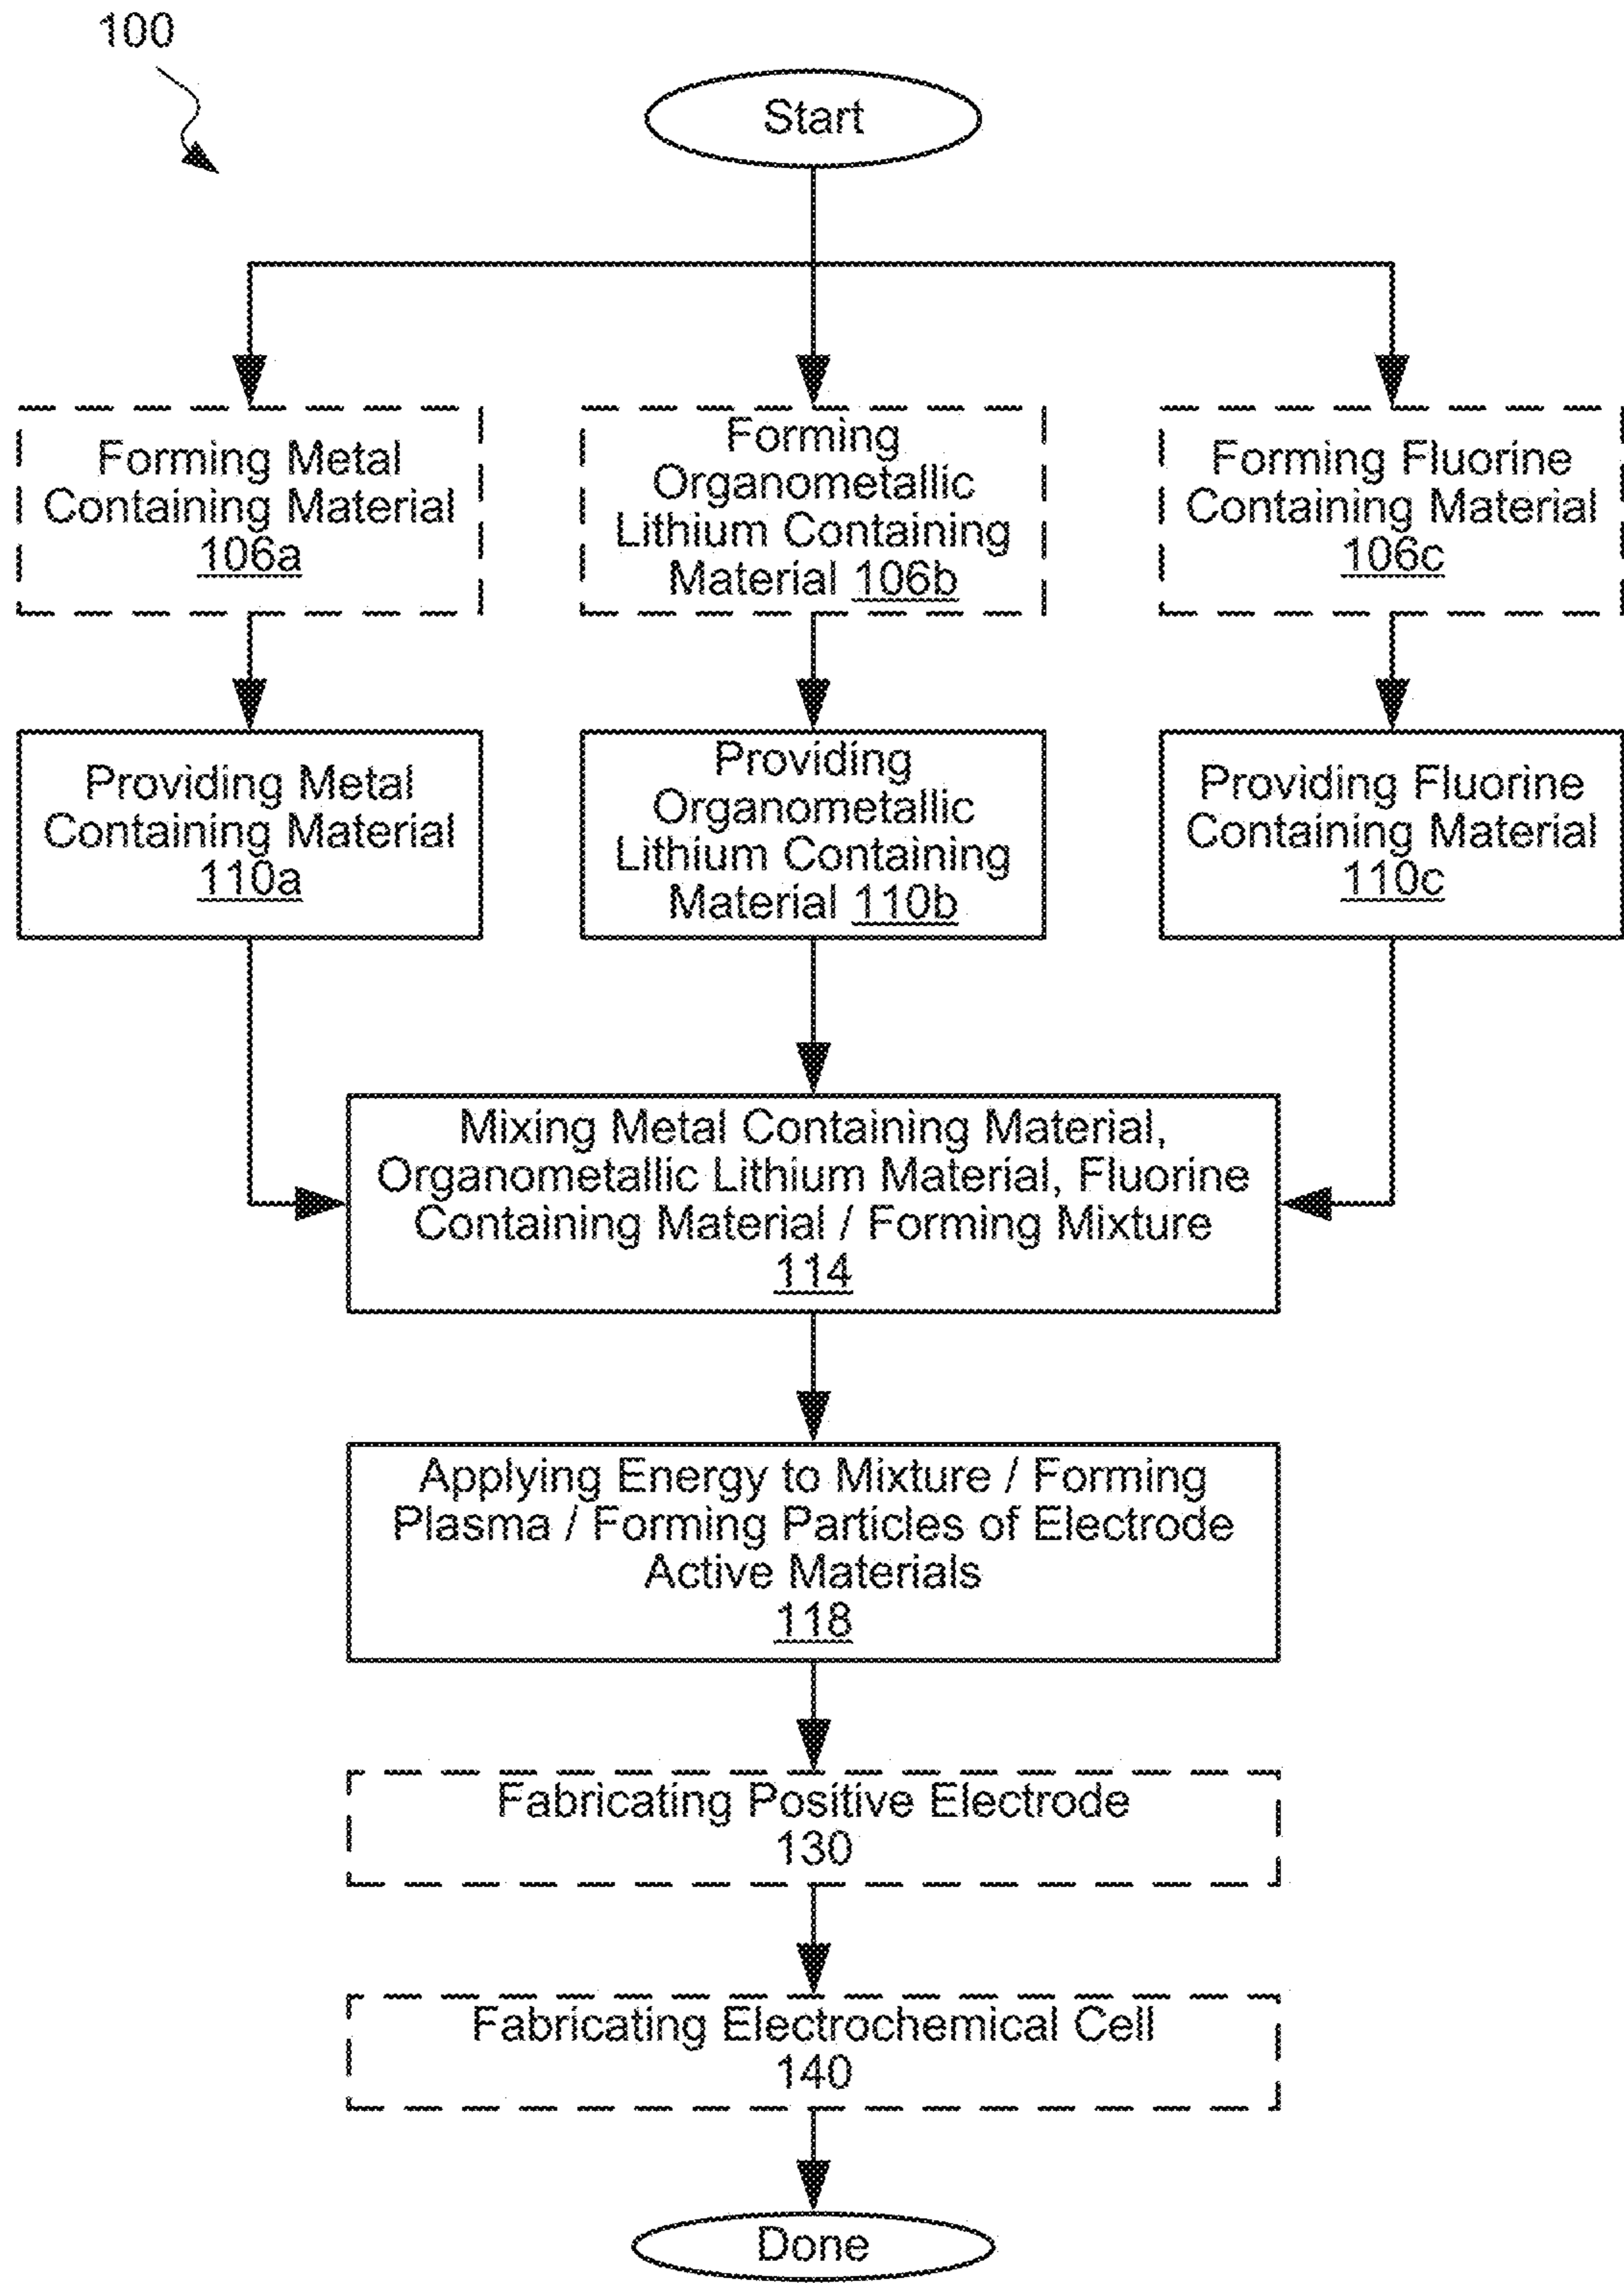 100
Start
Forming Metal
Containing Material
106a
Forming
Organometallic
Lithium Containing
Material 106b
Forming Fluorine
Containing Material
106c
Providing Metal
Containing Material
110a
Providing
Organometallic
Lithium Containing
Material 110b
Providing Fluorine
Containing Material
110c
Mixing Metal Containing Material,
Organometallic Lithium Material, Fluorine
Containing Material / Forming Mixture
114
Applying Energy to Mixture / Forming
Plasma / Forming Particles of Electrode
Active Materials
118
Fabricating Positive Electrode
130
Fabricating Electrochemical Cell
140
Done